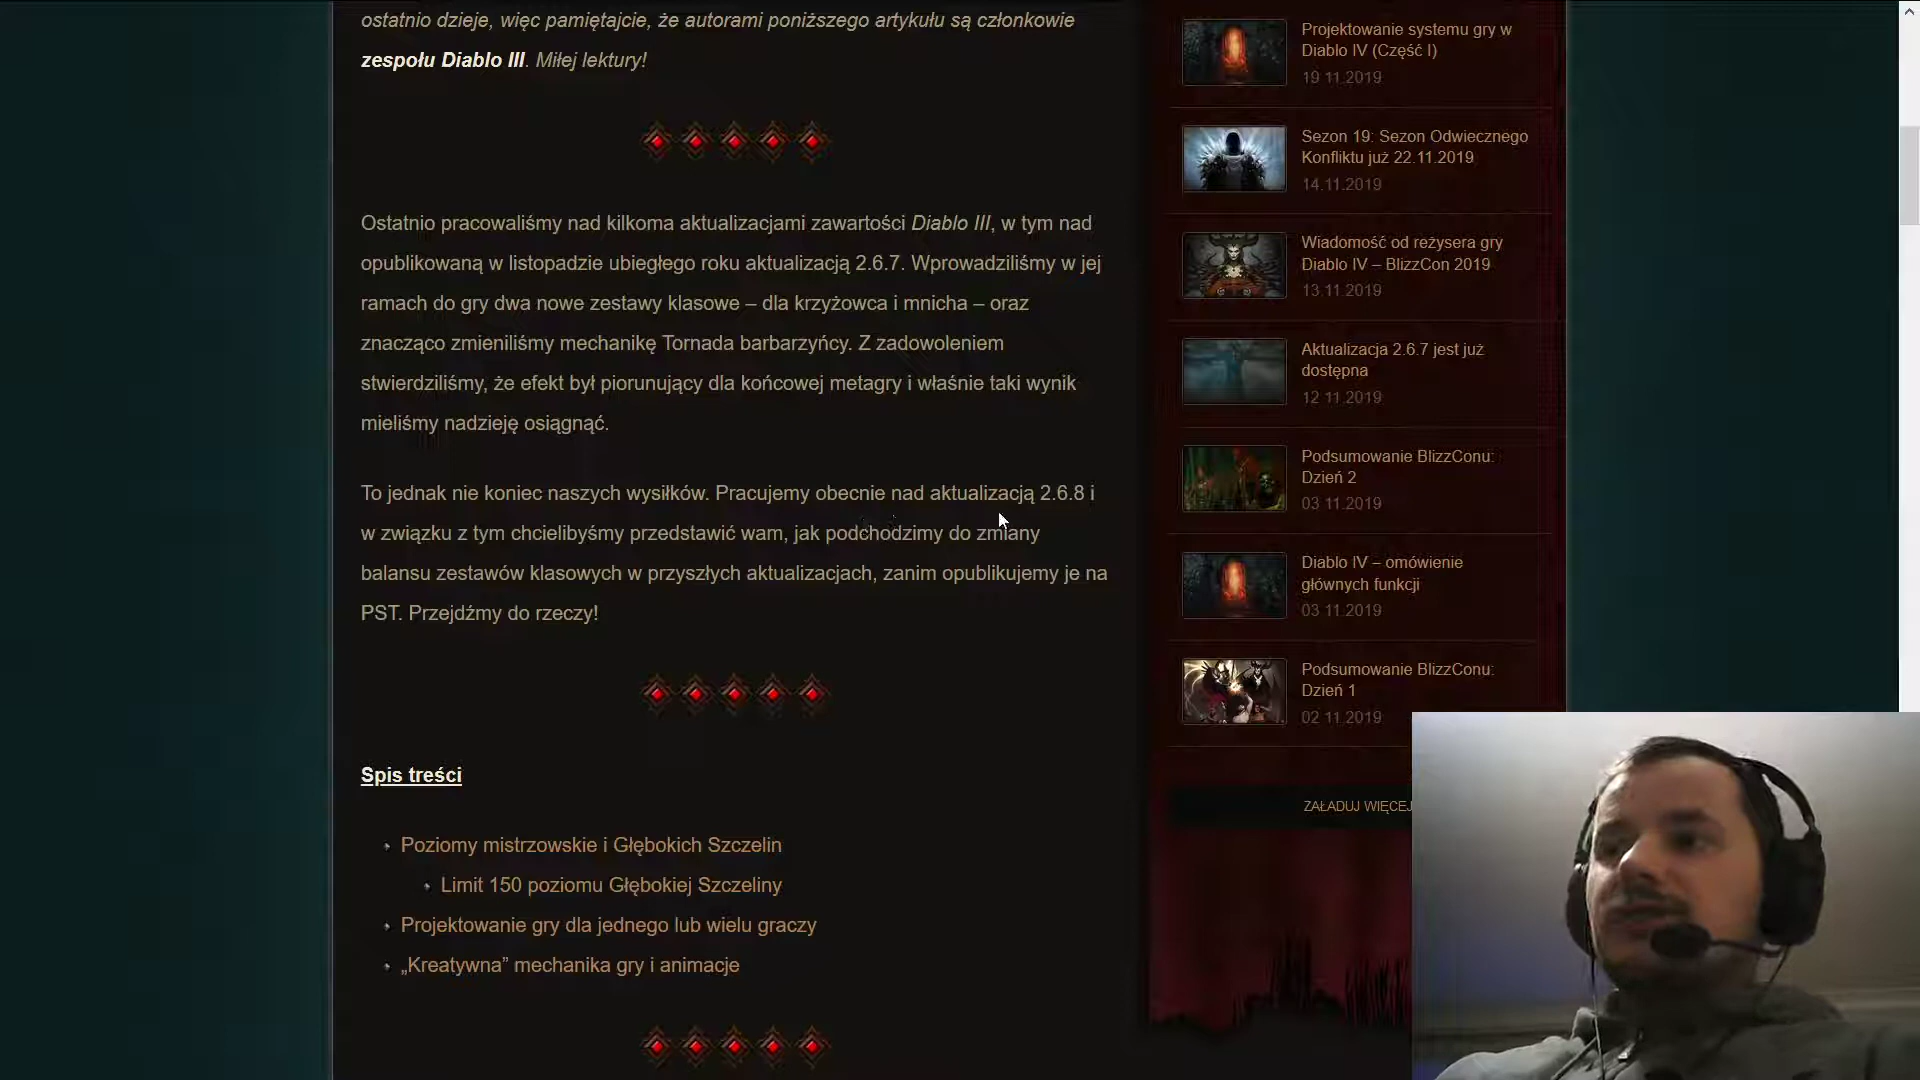 ostatnio dzieje, więc pamiętajcie, że autorami poniższego artykułu są członkowie
zespołu Diablo III. Miłej lektury!
Ostatnio pracowaliśmy nad kilkoma aktualizacjami zawartości Diablo III, w tym nad
opublikowaną w listopadzie ubiegłego roku aktualizacją 2.6.7. Wprowadziliśmy w jej
ramach do gry dwa nowe zestawy klasowe – dla krzyżowca i mnicha – oraz
znacząco zmieniliśmy mechanikę Tornada barbarzyńcy. Z zadowoleniem
stwierdziliśmy, że efekt był piorunujący dla końcowej metagry i właśnie taki wynik
mieliśmy nadzieję osiągnąć.
To jednak nie koniec naszych wysiłków. Pracujemy obecnie nad aktualizacją 2.6.8 i
w związku z tym chcielibyśmy przedstawić wam, jak podchodzimy do zmiany
balansu zestawów klasowych w przyszłych aktualizacjach, zanim opublikujemy je na
PST. Przejdźmy do rzeczy!
Spis treści
Poziomy mistrzowskie i Głębokich Szczelin
Limit 150 poziomu Głębokiej Szczeliny
Projektowanie gry dla jednego lub wielu graczy
„Kreatywna” mechanika gry i animacje
Projektowanie systemu gry w
Diablo IV (Część I)
19 11.2019
Sezon 19: Sezon Odwiecznego
Konfliktu już 22.11.2019
14.11.2019
Wiadomość od reżysera gry
Diablo IV – BlizzCon 2019
13.11.2019
Aktualizacja 2.6.7 jest już
dostępna
12 11.2019
Podsumowanie BlizzConu:
Dzień 2
03 11.2019
Diablo IV – omówienie
głównych funkcji
03 11.2019
Podsumowanie BlizzConu:
Dzień 1
02 11.2019
ZAŁADUJ WIĘCEJ